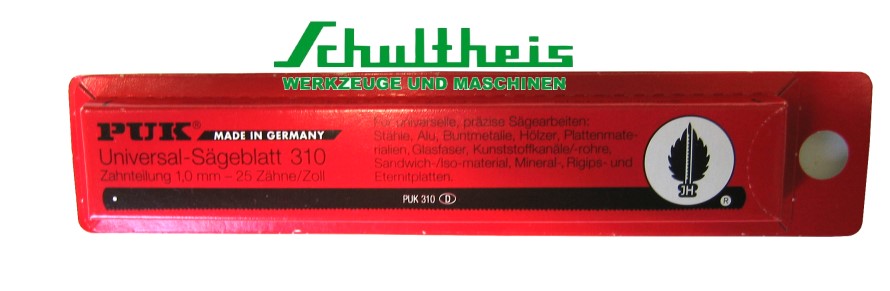 Schultheis
WERKZEUGE UND MASCHINEN
PUK® MADE IN GERMANY
Universal-Sägeblatt 310
Zahnteilung 1,0 mm – 25 Zähne/Zoll
Für universelle, präzise Sägearbeiten:
Stähle, Alu, Buntmetalle, Hölzer, Plattenmate-
rialien, Glasfaser, Kunststoffkanäle/-rohre,
Sandwich-/Iso-material, Mineral-, Rigips- und
Eternitplatten.
JH
®
PUK 310 D